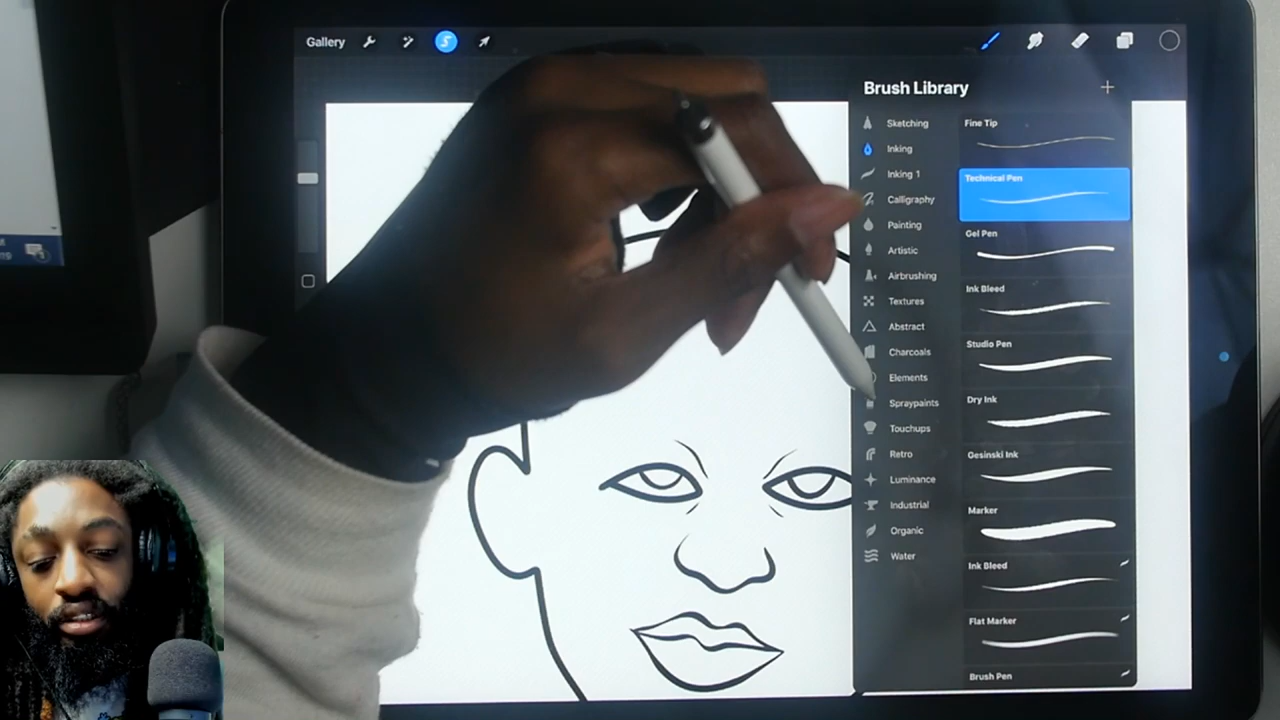 Gallery
Brush Library
Sketching
Inking
Inking 1
Calligraphy
Painting
Artistic
Airbrushing
Textures
Abstract
Charcoals
Elements
Spraypaints
Touchups
Retro
Luminance
Industrial
Organic
Water
Fine Tip
Technical Pen
Gel Pen
Ink Bleed
Studio Pen
Dry Ink
Gesinski Ink
Marker
Ink Bleed
Flat Marker
Brush Pen